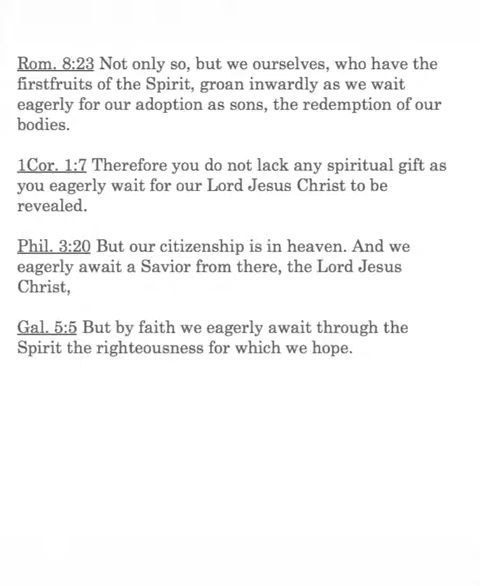 Rom. 8:23 Not only so, but we ourselves, who have the
firstfruits of the Spirit, groan inwardly as we wait
eagerly for our adoption as sons, the redemption of our
bodies.
1Cor. 1:7 Therefore you do not lack any spiritual gift as
you eagerly wait for our Lord Jesus Christ to be
revealed.
Phil. 3:20 But our citizenship is in heaven. And we
eagerly await a Savior from there, the Lord Jesus
Christ,
Gal. 5:5 But by faith we eagerly await through the
Spirit the righteousness for which we hope.